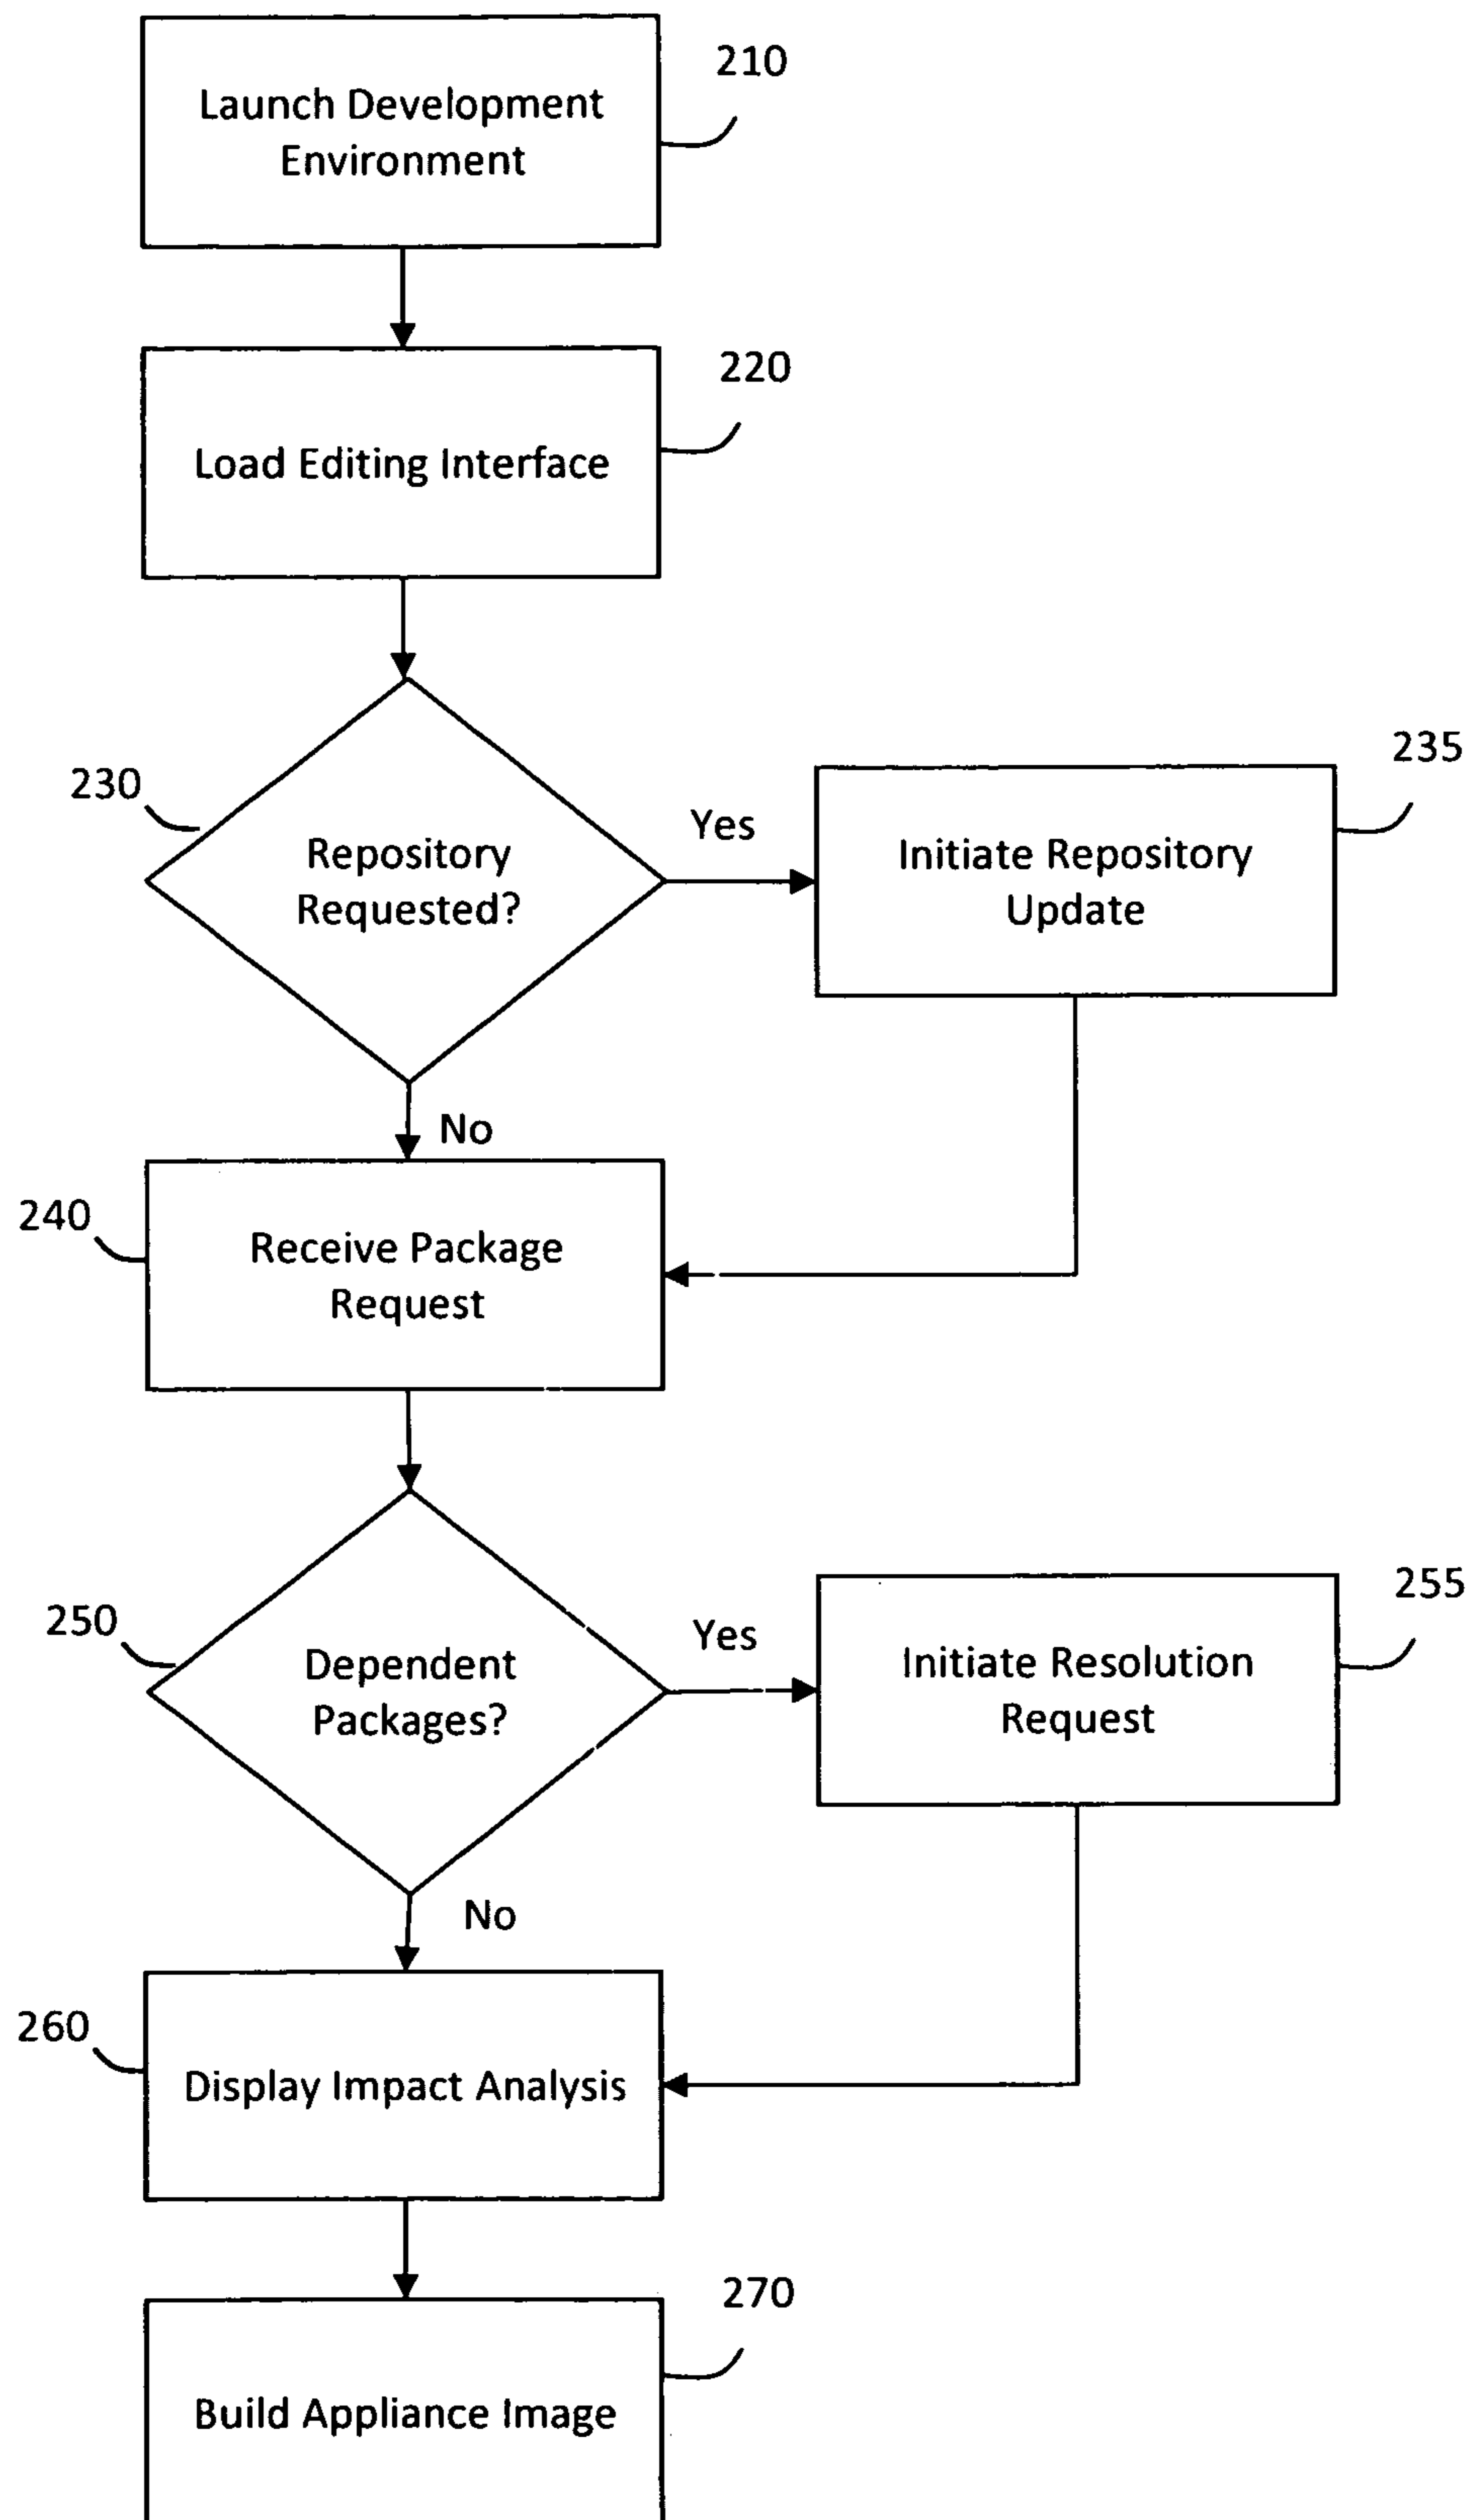 210
Launch Development
Environment
220
Load Editing Interface
230
Repository
Requested?
Yes
235
Initiate Repository
Update
No
240
Receive Package
Request
250
Dependent
Packages?
Yes
255
Initiate Resolution
Request
No
260
Display Impact Analysis
270
Build Appliance Image